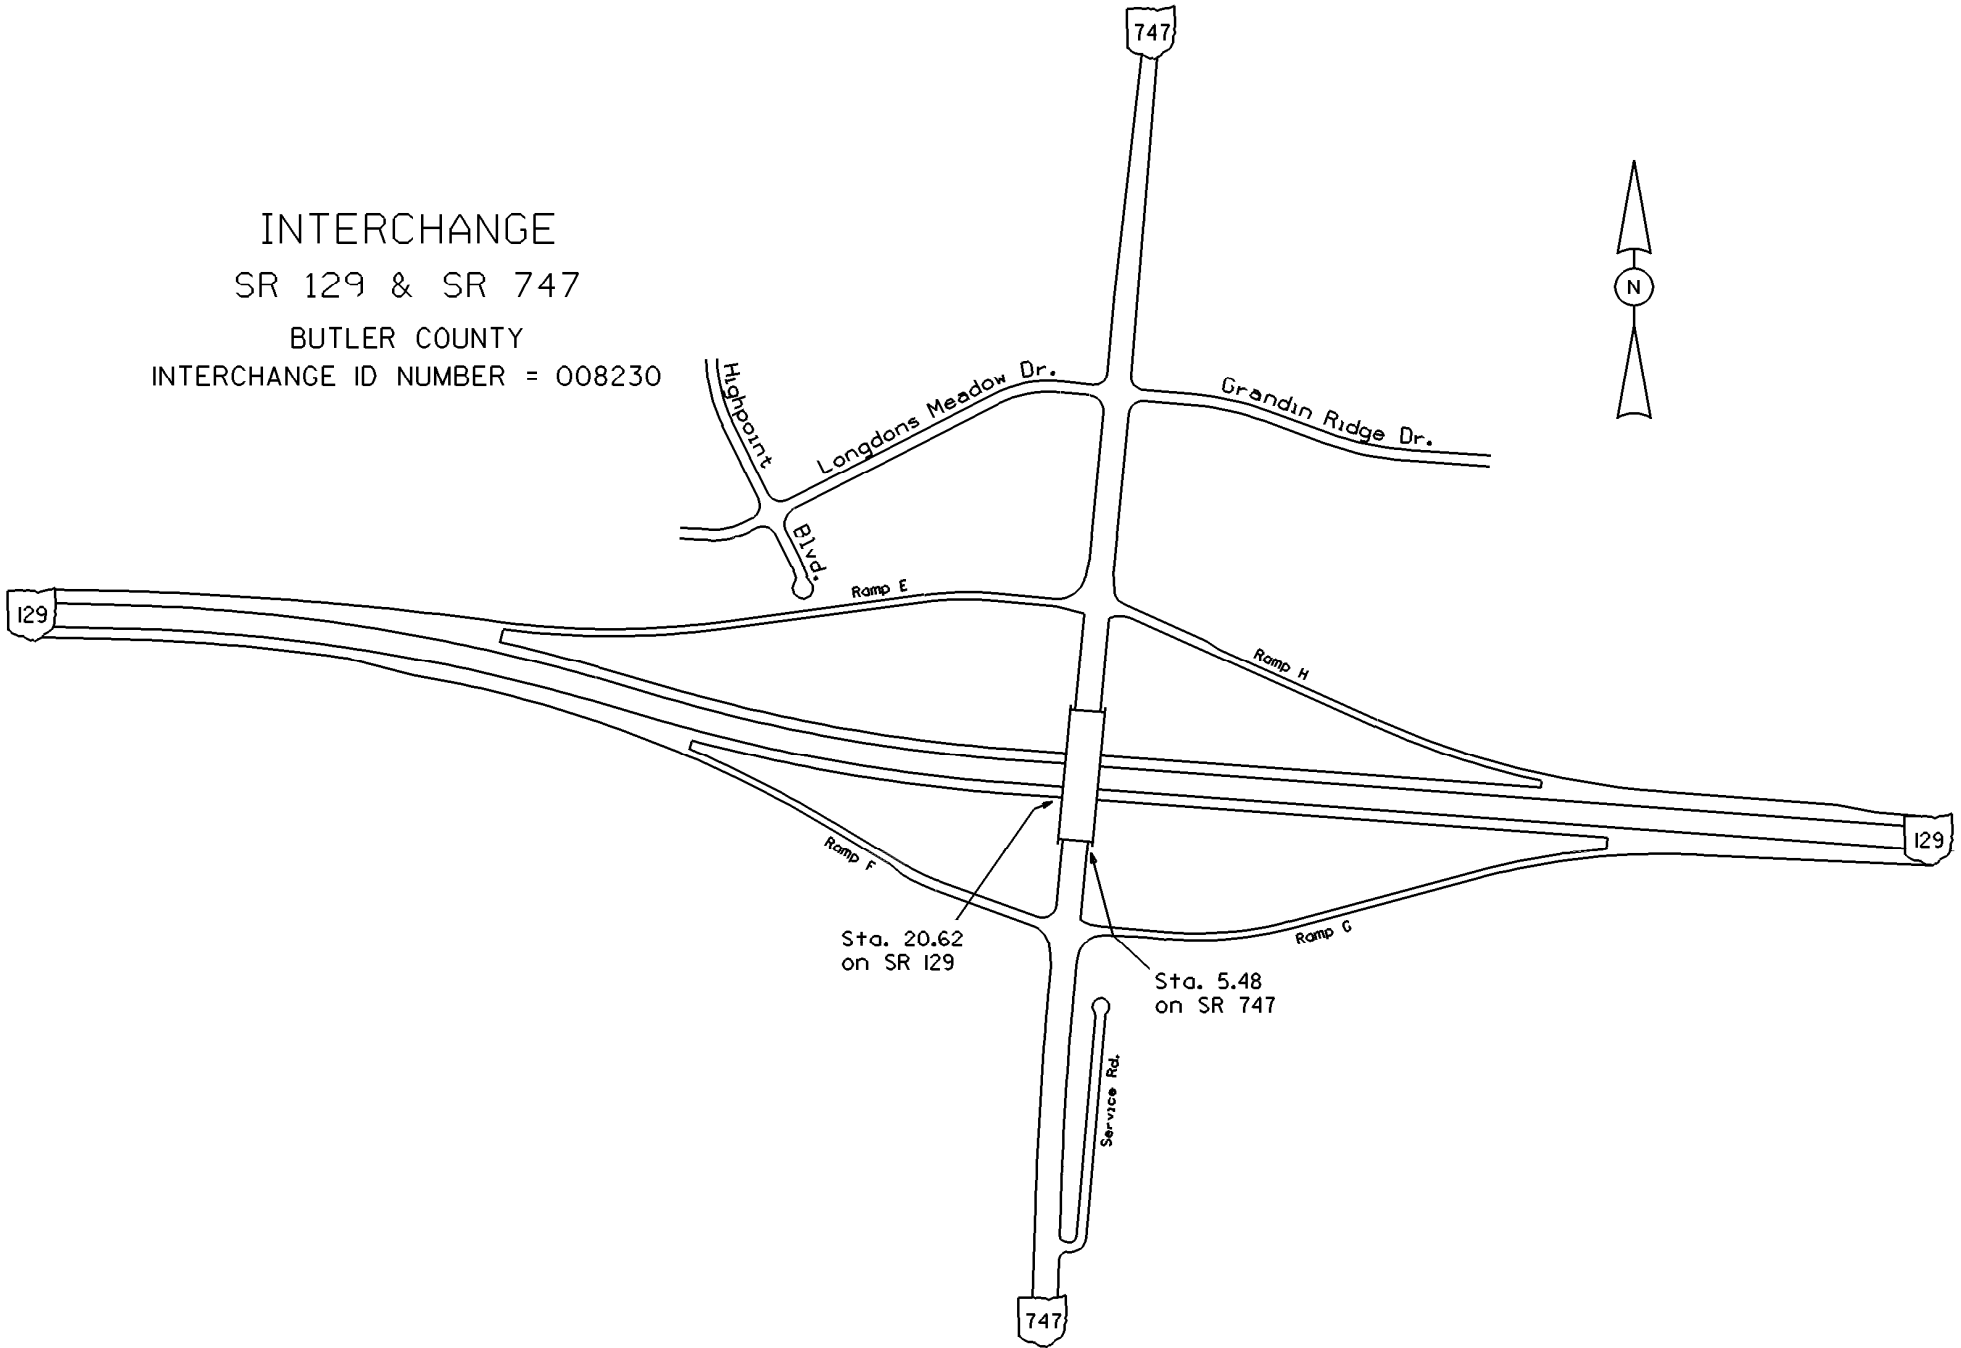 747
INTERCHANGE
SR 129 & SR 747
BUTLER COUNTY
INTERCHANGE ID NUMBER = 008230
N
Highpoint
Blvd.
Longdons Meadow Dr.
Grandin Ridge Dr.
129
Ramp E
Ramp H
129
Ramp F
Ramp G
Sta. 20.62
on SR 129
Sta. 5.48
on SR 747
Service Rd.
747